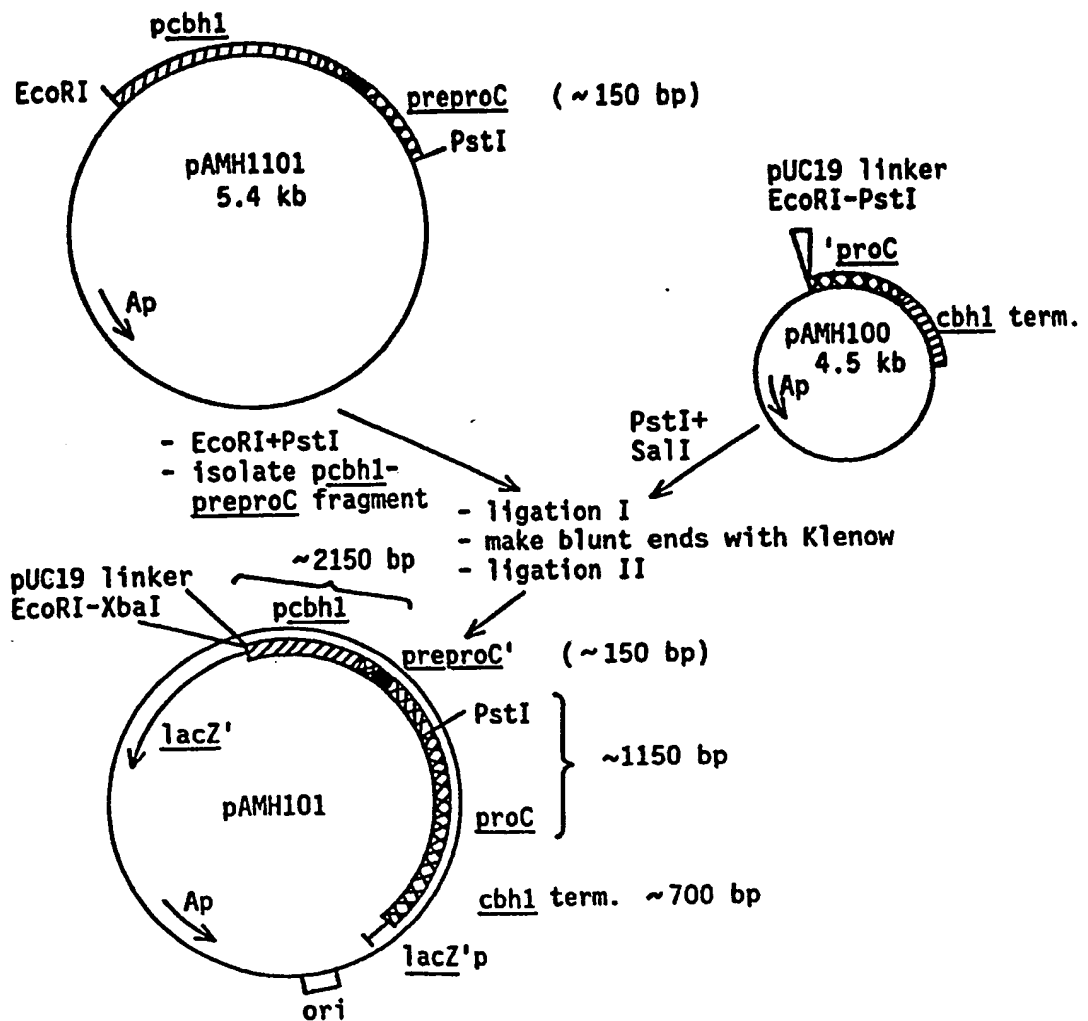 pcbh1
EcoRI
preproC (~150 bp)
PstI
pAMH1101
5.4 kb
Ap
pUC19 linker
EcoRI-PstI
'proC
cbh1 term.
pAMH100
4.5 kb
Ap
- EcoRI+PstI
- isolate pcbh1-
preproC fragment
PstI+
SalI
- ligation I
- make blunt ends with Klenow
- ligation II
~2150 bp
pUC19 linker
EcoRI-XbaI
pcbh1
preproC' (~150 bp)
PstI
~1150 bp
lacZ'
pAMH101
proC
Ap
cbh1 term. ~700 bp
lacZ'p
ori